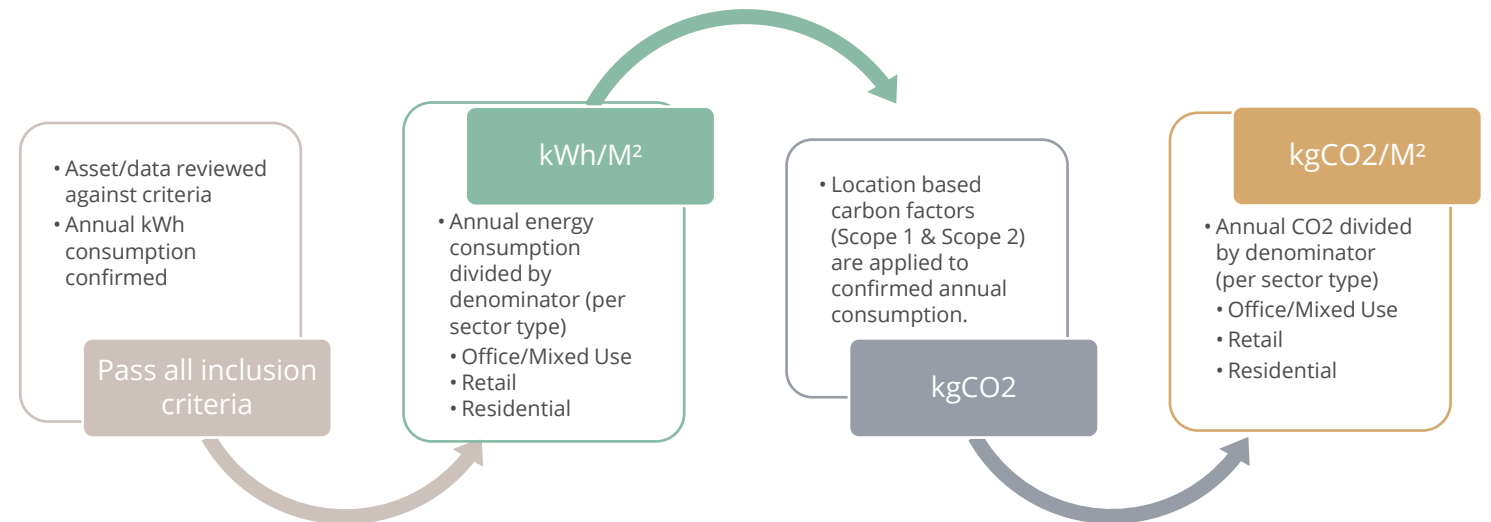 • Asset/data reviewed
against criteria
• Annual kWh
consumption
confirmed
Pass all inclusion
criteria
kWh/M²
• Annual energy
consumption
divided by
denominator (per
sector type)
• Office/Mixed Use
• Retail
• Residential
• Location based
carbon factors
(Scope 1 & Scope 2)
are applied to
confirmed annual
consumption.
kgCO2
kgCO2/M²
• Annual CO2 divided
by denominator
(per sector type)
• Office/Mixed Use
• Retail
• Residential